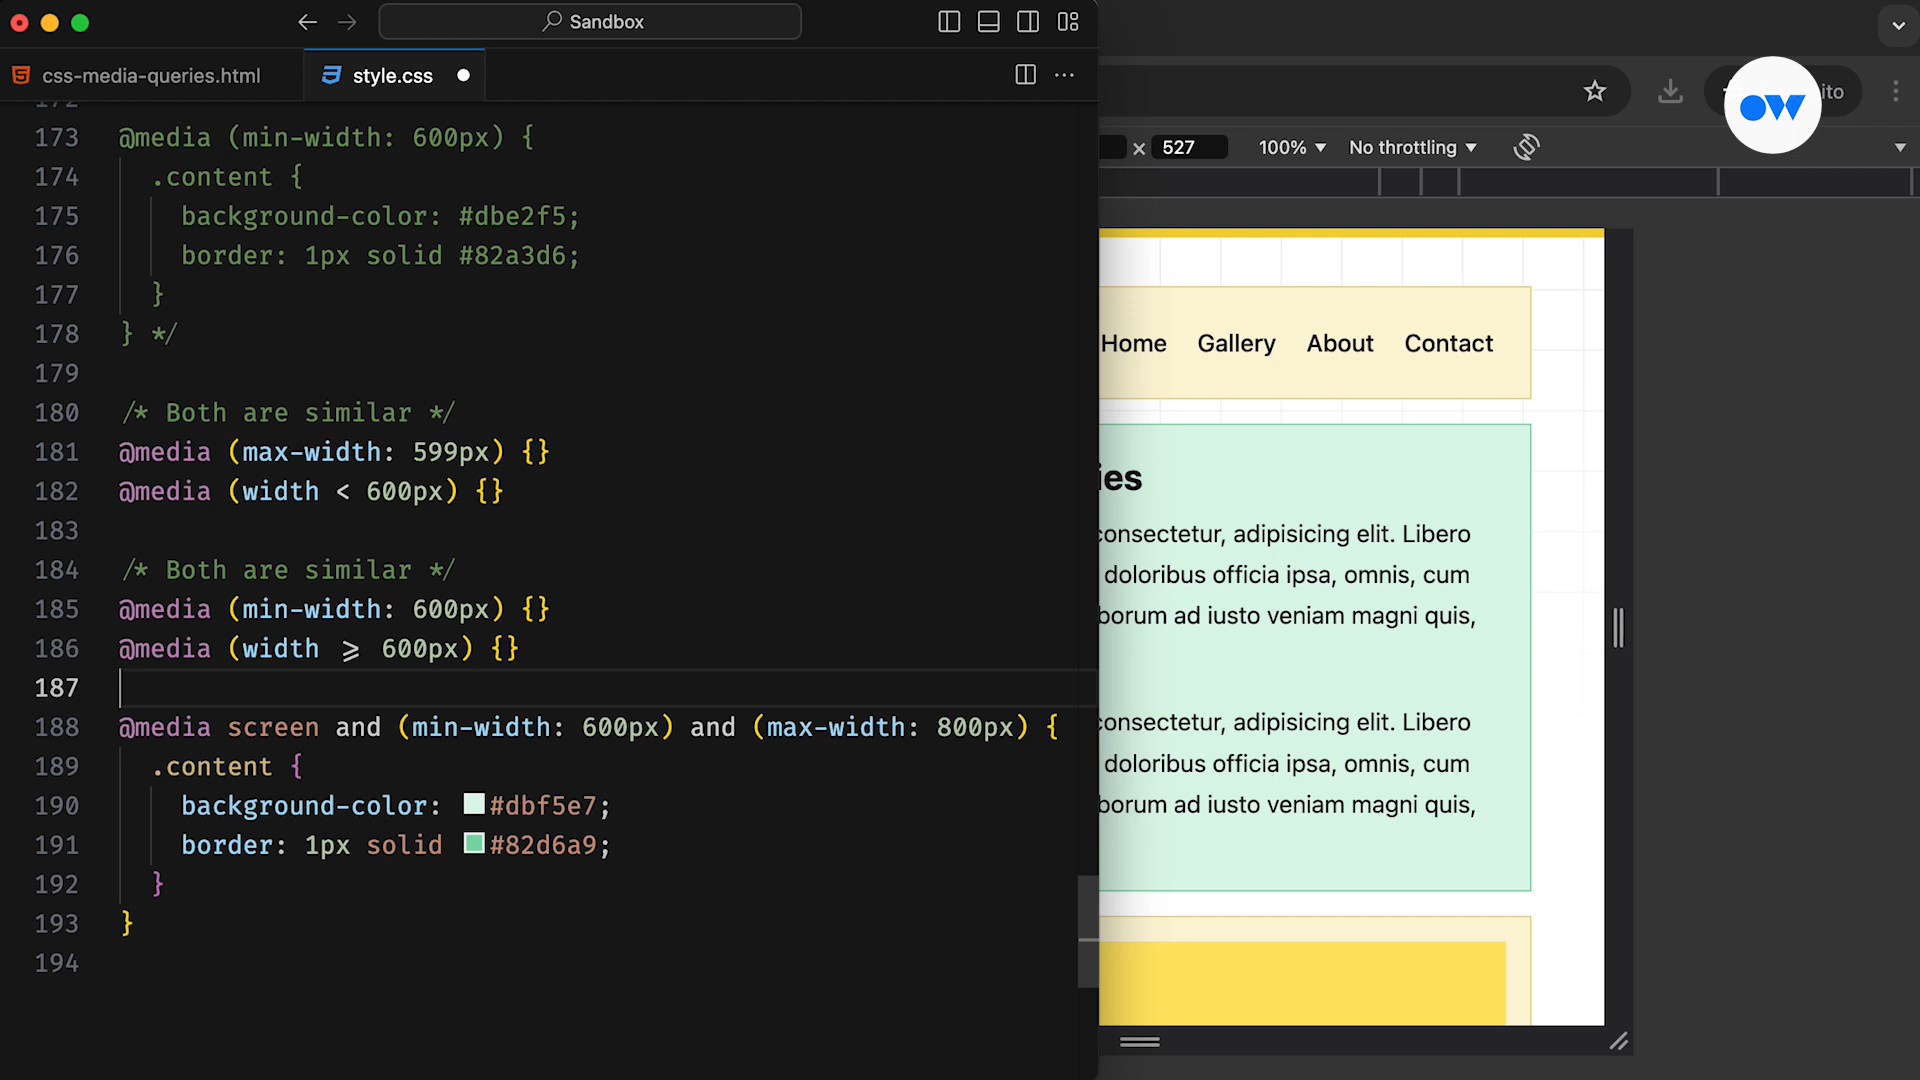 Sandbox
css-media-queries.html
style.css
172
173 @media (min-width: 600px) {
174 .content {
175 background-color: #dbe2f5;
176 border: 1px solid #82a3d6;
177 }
178 } */
179
180 /* Both are similar */
181 @media (max-width: 599px) {}
182 @media (width < 600px) {}
183
184 /* Both are similar */
185 @media (min-width: 600px) {}
186 @media (width ⩾ 600px) {}
187
188 @media screen and (min-width: 600px) and (max-width: 800px) {
189 .content {
190 background-color: #dbf5e7;
191 border: 1px solid #82d6a9;
192 }
193 }
194
ito
OW
× 527 100% No throttling
Home Gallery About Contact
ies
consectetur, adipisicing elit. Libero
doloribus officia ipsa, omnis, cum
borum ad iusto veniam magni quis,
consectetur, adipisicing elit. Libero
doloribus officia ipsa, omnis, cum
borum ad iusto veniam magni quis,